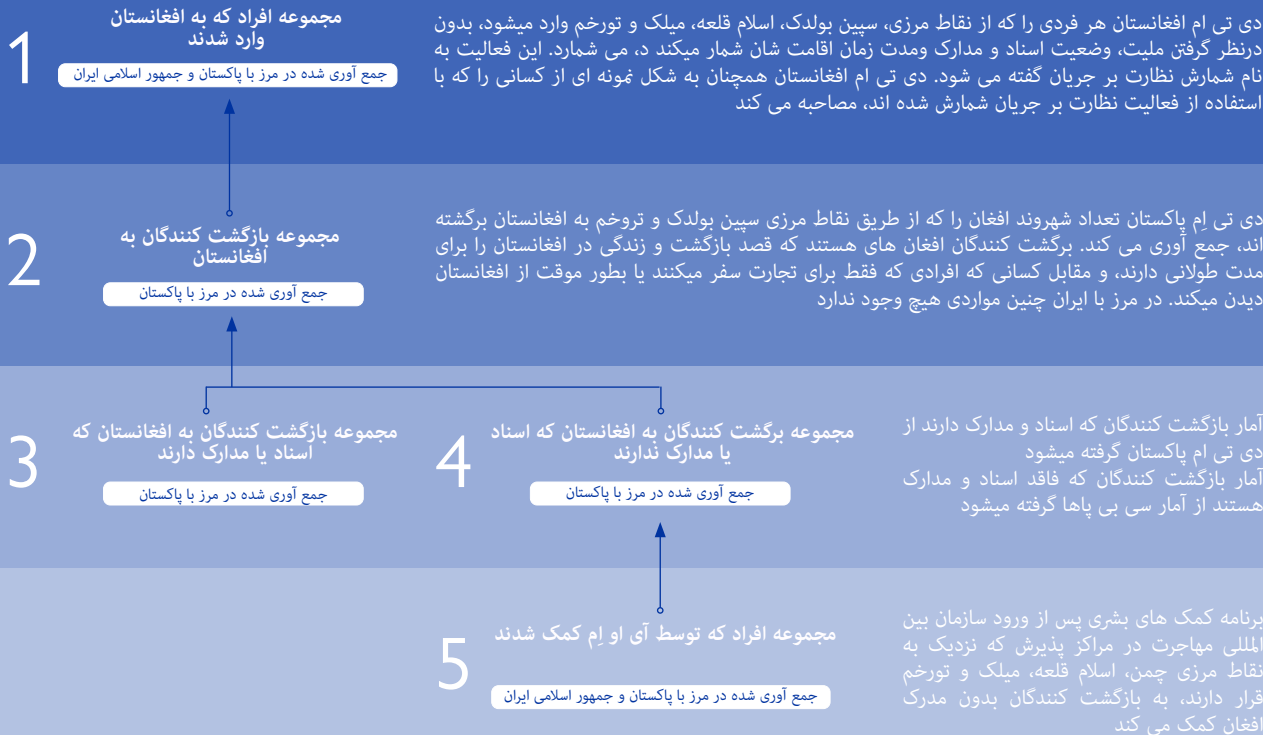 1
مجموعه افراد که به افغانستان
وارد شدند
جمع آوری شده در مرز با پاکستان و جمهور اسلامی ایران
دی تی ام افغانستان هر فردی را که از نقاط مرزی، سپین بولدک، اسلام قلعه، میلک و تورخم وارد میشود، بدون
درنظر گرفتن ملیت، وضعیت اسناد و مدارک ومدت زمان اقامت شان شمار میکند د، می شمارد. این فعالیت به
نام شمارش نظارت بر جریان گفته می شود. دی تی ام افغانستان همچنان به شکل نمونه ای از کسانی را که با
استفاده از فعالیت نظارت بر جریان شمارش شده اند، مصاحبه می کند
2
مجموعه بازگشت کنندگان به
افغانستان
جمع آوری شده در مرز با پاکستان
دی تی اِم پاکستان تعداد شهروند افغان را که از طریق نقاط مرزی سپین بولدک و تروخم به افغانستان برگشته
اند، جمع آوری می کند. برگشت کنندگان افغان های هستند که قصد بازگشت و زندگی در افغانستان را برای
مدت طولانی دارند، و مقابل کسانی که افرادی که فقط برای تجارت سفر میکنند یا بطور موقت از افغانستان
دیدن میکند. در مرز با ایران چنین مواردی هیچ وجود ندارد
3
مجموعه بازگشت کنندگان به افغانستان که
اسناد یا مدارک دارند
جمع آوری شده در مرز با پاکستان
4
مجموعه برگشت کنندگان به افغانستان که اسناد
یا مدارک ندارند
جمع آوری شده در مرز با پاکستان
آمار بازگشت کنندگان که اسناد و مدارک دارند از
دی تی ام پاکستان گرفته میشود
آمار بازگشت کنندگان که فاقد اسناد و مدارک
هستند از آمار سی بی پاها گرفته میشود
5
مجموعه افراد که توسط آی او اِم کمک شدند
جمع آوری شده در مرز با پاکستان و جمهور اسلامی ایران
برنامه کمک های بشری پس از ورود سازمان بین
المللی مهاجرت در مراکز پذیرش که نزدیک به
نقاط مرزی چمن، اسلام قلعه، میلک و تورخم
قرار دارند، به بازگشت کنندگان بدون مدرک
افغان کمک می کند